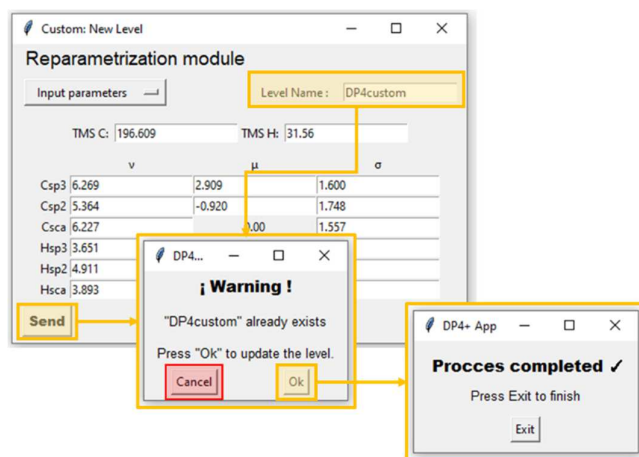 Custom: New Level
Reparametrization module
Input parameters
Level Name : DP4custom
TMS C: 196.609 TMS H: 31.56
ν μ σ
Csp3 6.269 2.909 1.600
Csp2 5.364 -0.920 1.748
Csca 6.227 0.00 1.557
Hsp3 3.651
Hsp2 4.911
Hsca 3.893
Send
DP4...
¡ Warning !
"DP4custom" already exists
Press "Ok" to update the level.
Cancel Ok
DP4+ App
Procces completed ✓
Press Exit to finish
Exit